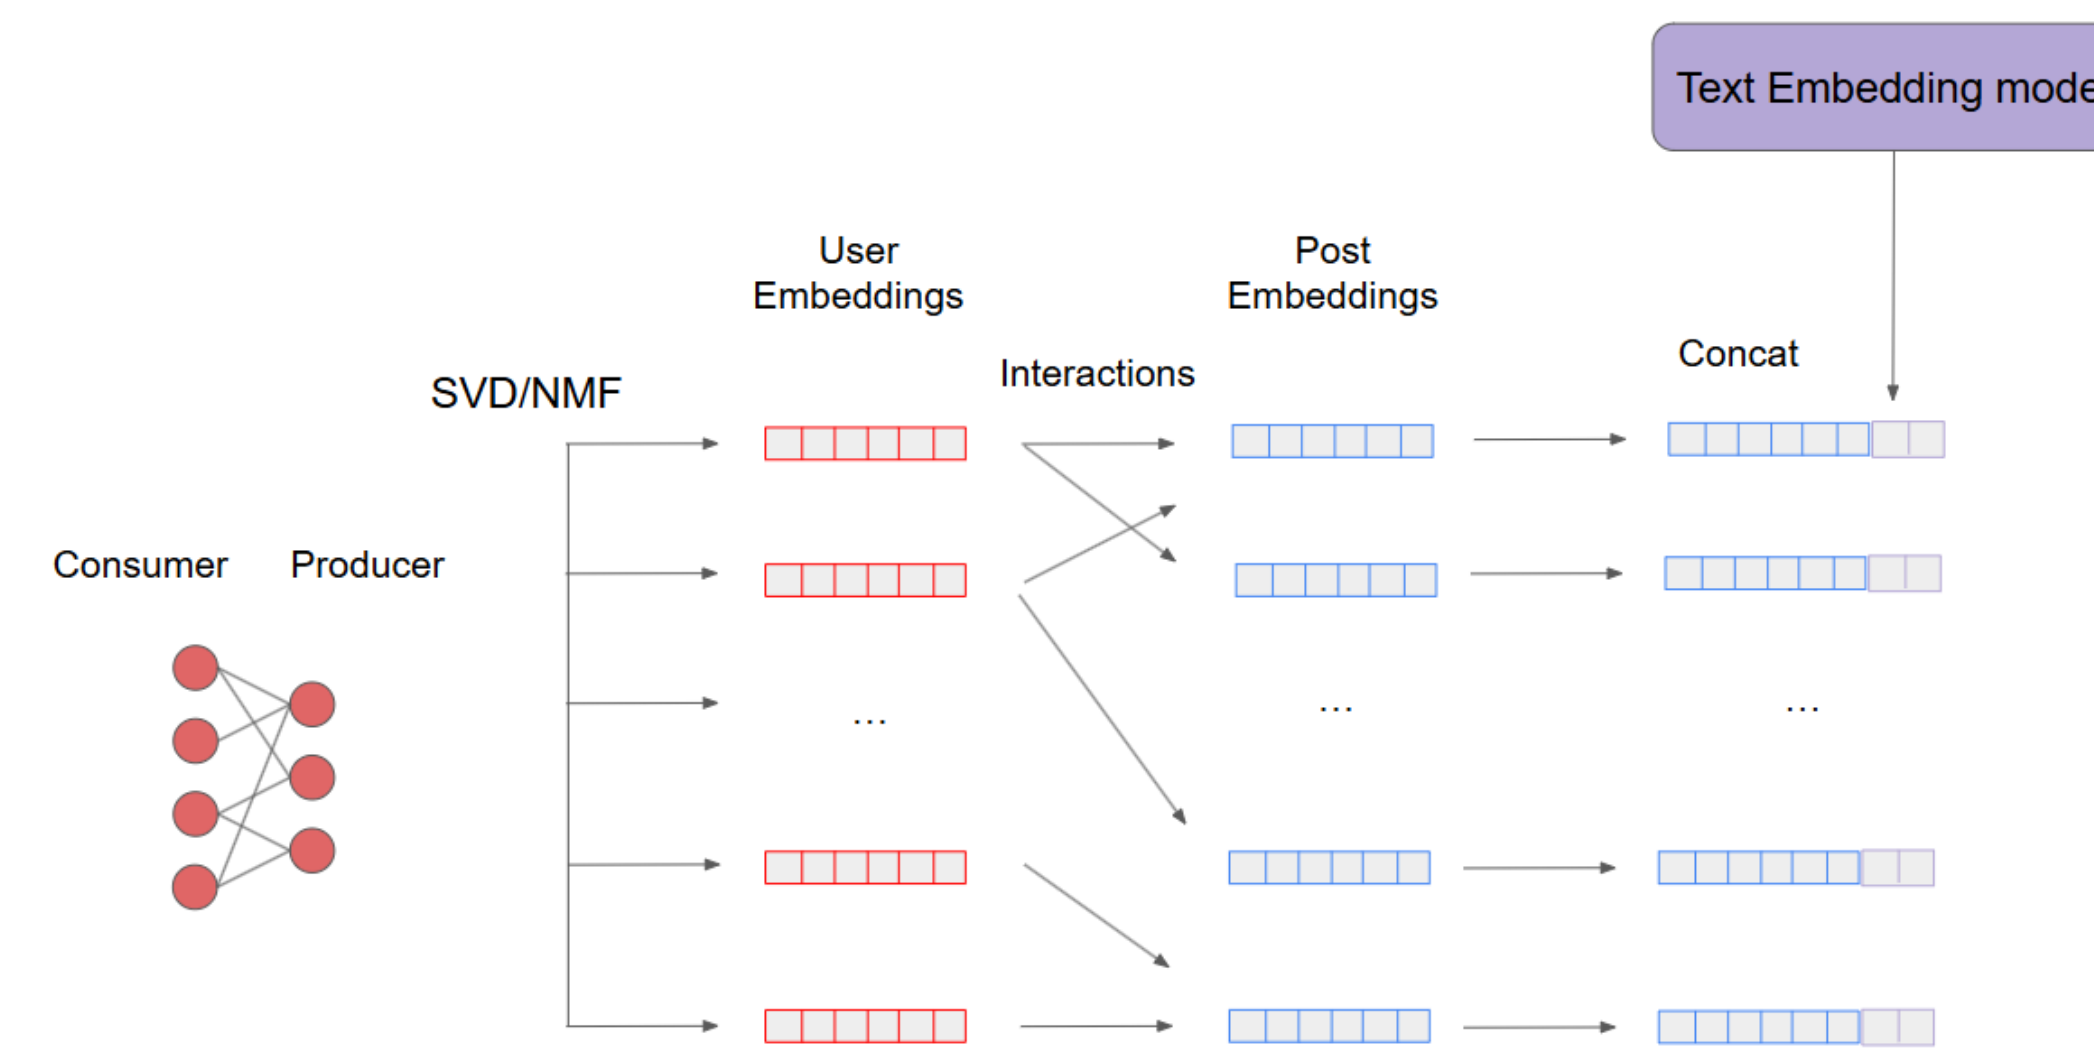 Text Embedding mode
User
Embeddings
Post
Embeddings
Concat
Interactions
SVD/NMF
Consumer
Producer
...
...
...